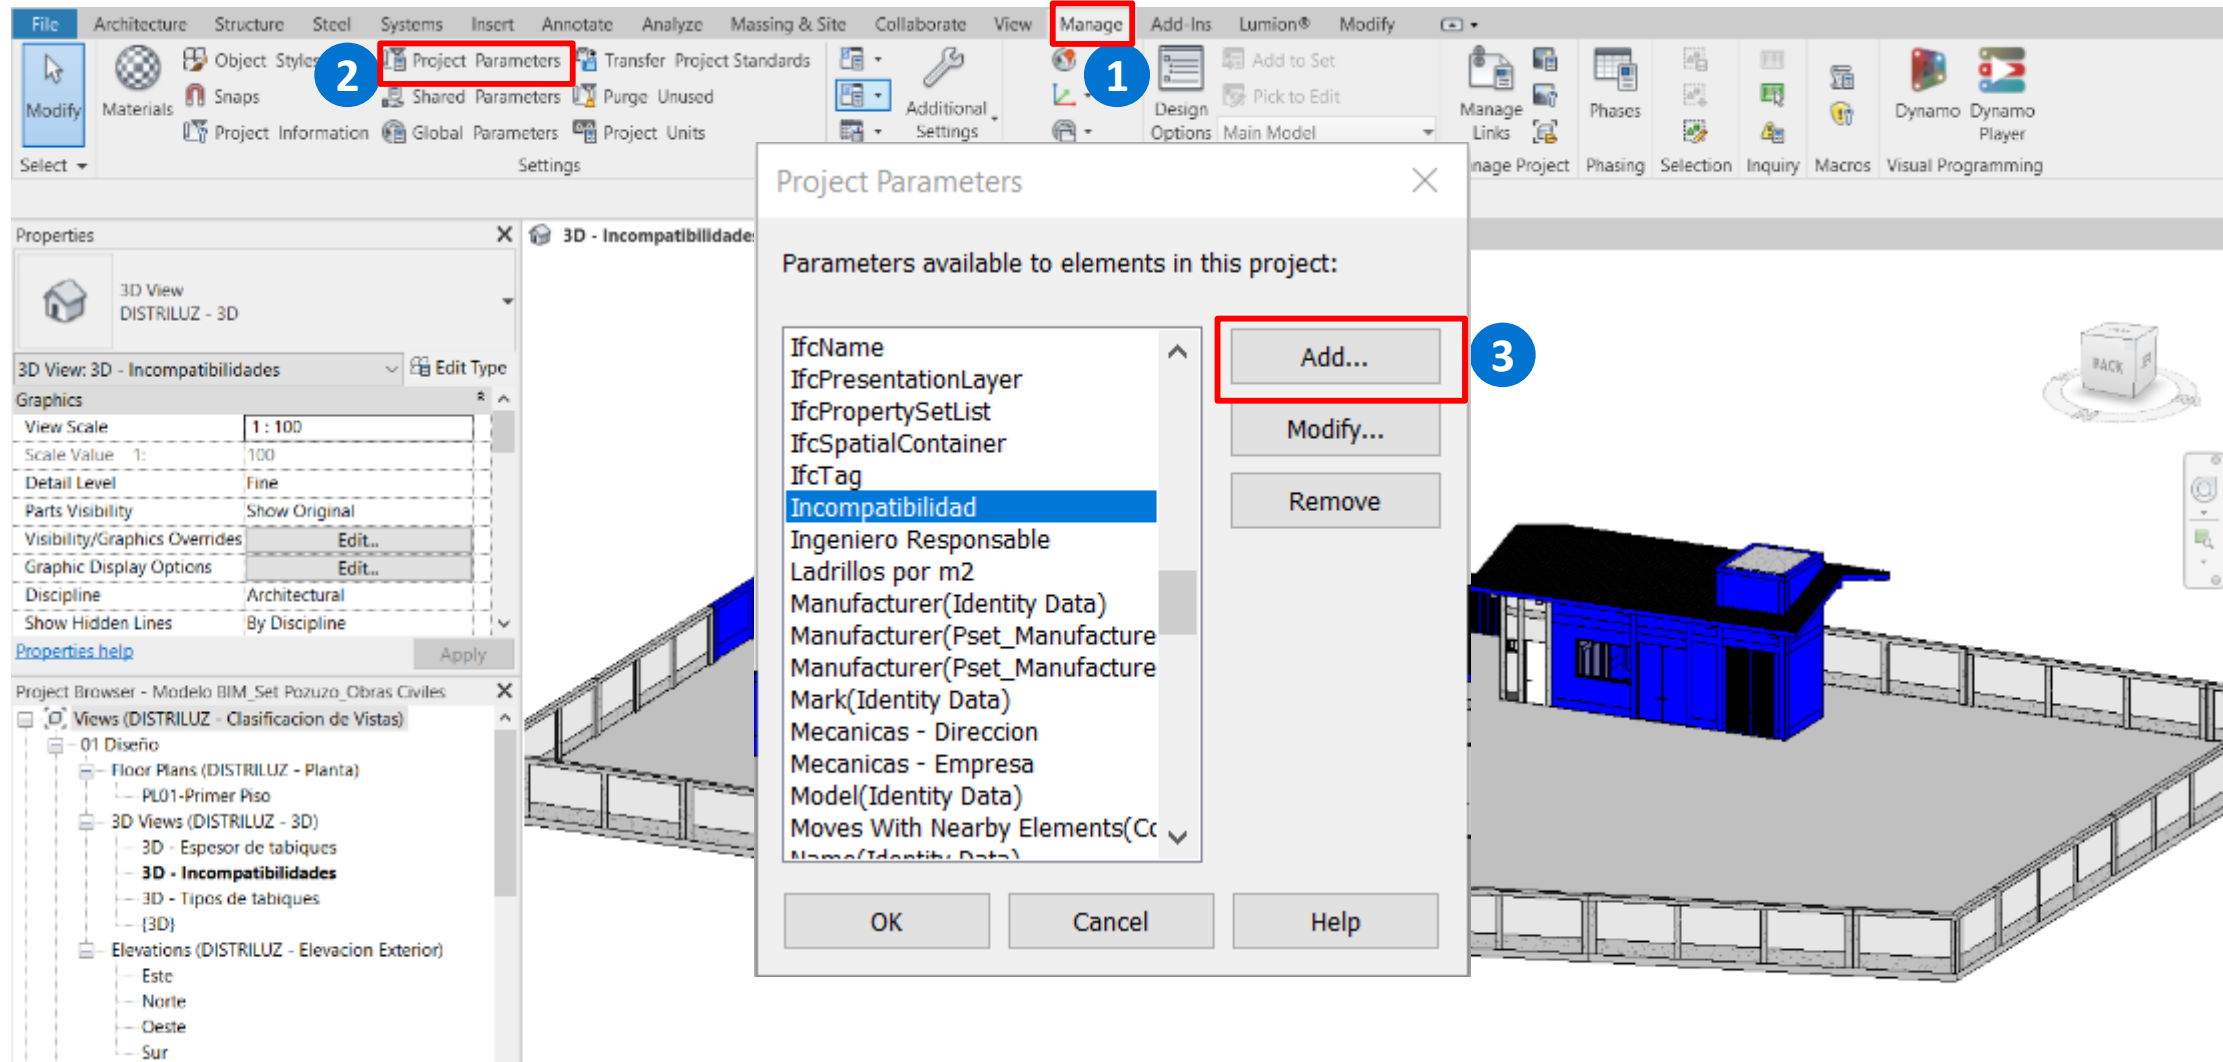 File Architecture Structure Steel Systems Insert Annotate Analyze Massing & Site Collaborate View Manage Add-Ins Lumion® Modify
1
2
3
Modify
Materials
Object Styles
Snaps
Project Information
Project Parameters
Shared Parameters
Global Parameters
Transfer Project Standards
Purge Unused
Project Units
Additional
Settings
Design
Options
Add to Set
Pick to Edit
Main Model
Manage
Links
Phases
Dynamo
Dynamo
Player
Select
Settings
nage Project
Phasing
Selection
Inquiry
Macros
Visual Programming
Properties
3D View
DISTRILUZ - 3D
3D View: 3D - Incompatibilidades
Edit Type
Graphics
View Scale 1 : 100
Scale Value 1: 100
Detail Level Fine
Parts Visibility Show Original
Visibility/Graphics Overrides Edit...
Graphic Display Options Edit...
Discipline Architectural
Show Hidden Lines By Discipline
Properties help
Apply
Project Browser - Modelo BIM_Set Pozuzo_Obras Civiles
Views (DISTRILUZ - Clasificacion de Vistas)
01 Diseño
Floor Plans (DISTRILUZ - Planta)
PL01-Primer Piso
3D Views (DISTRILUZ - 3D)
3D - Espesor de tabiques
3D - Incompatibilidades
3D - Tipos de tabiques
{3D}
Elevations (DISTRILUZ - Elevacion Exterior)
Este
Norte
Oeste
Sur
3D - Incompatibilidade
Project Parameters
Parameters available to elements in this project:
IfcName
IfcPresentationLayer
IfcPropertySetList
IfcSpatialContainer
IfcTag
Incompatibilidad
Ingeniero Responsable
Ladrillos por m2
Manufacturer(Identity Data)
Manufacturer(Pset_Manufacture
Manufacturer(Pset_Manufacture
Mark(Identity Data)
Mecanicas - Direccion
Mecanicas - Empresa
Model(Identity Data)
Moves With Nearby Elements(Co
Name(Identity Data)
Add...
Modify...
Remove
OK
Cancel
Help
BACK